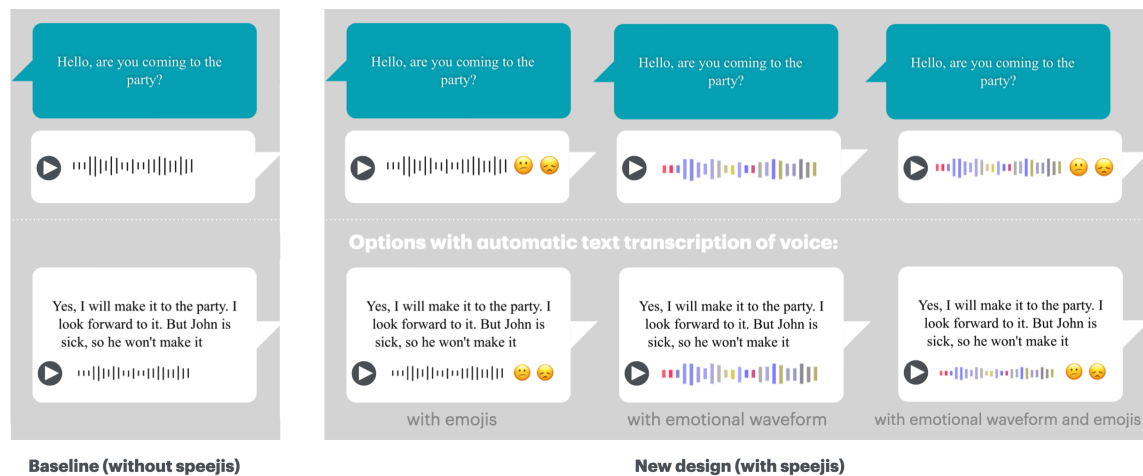 Hello, are you coming to the
party?
Hello, are you coming to the
party?
Hello, are you coming to the
party?
Hello, are you coming to the
party?
Options with automatic text transcription of voice:
Yes, I will make it to the party. I
look forward to it. But John is
sick, so he won't make it
Yes, I will make it to the party. I
look forward to it. But John is
sick, so he won't make it
Yes, I will make it to the party. I
look forward to it. But John is
sick, so he won't make it
Yes, I will make it to the party. I
look forward to it. But John is
sick, so he won't make it
with emojis
with emotional waveform
with emotional waveform and emojis
Baseline (without speejis)
New design (with speejis)